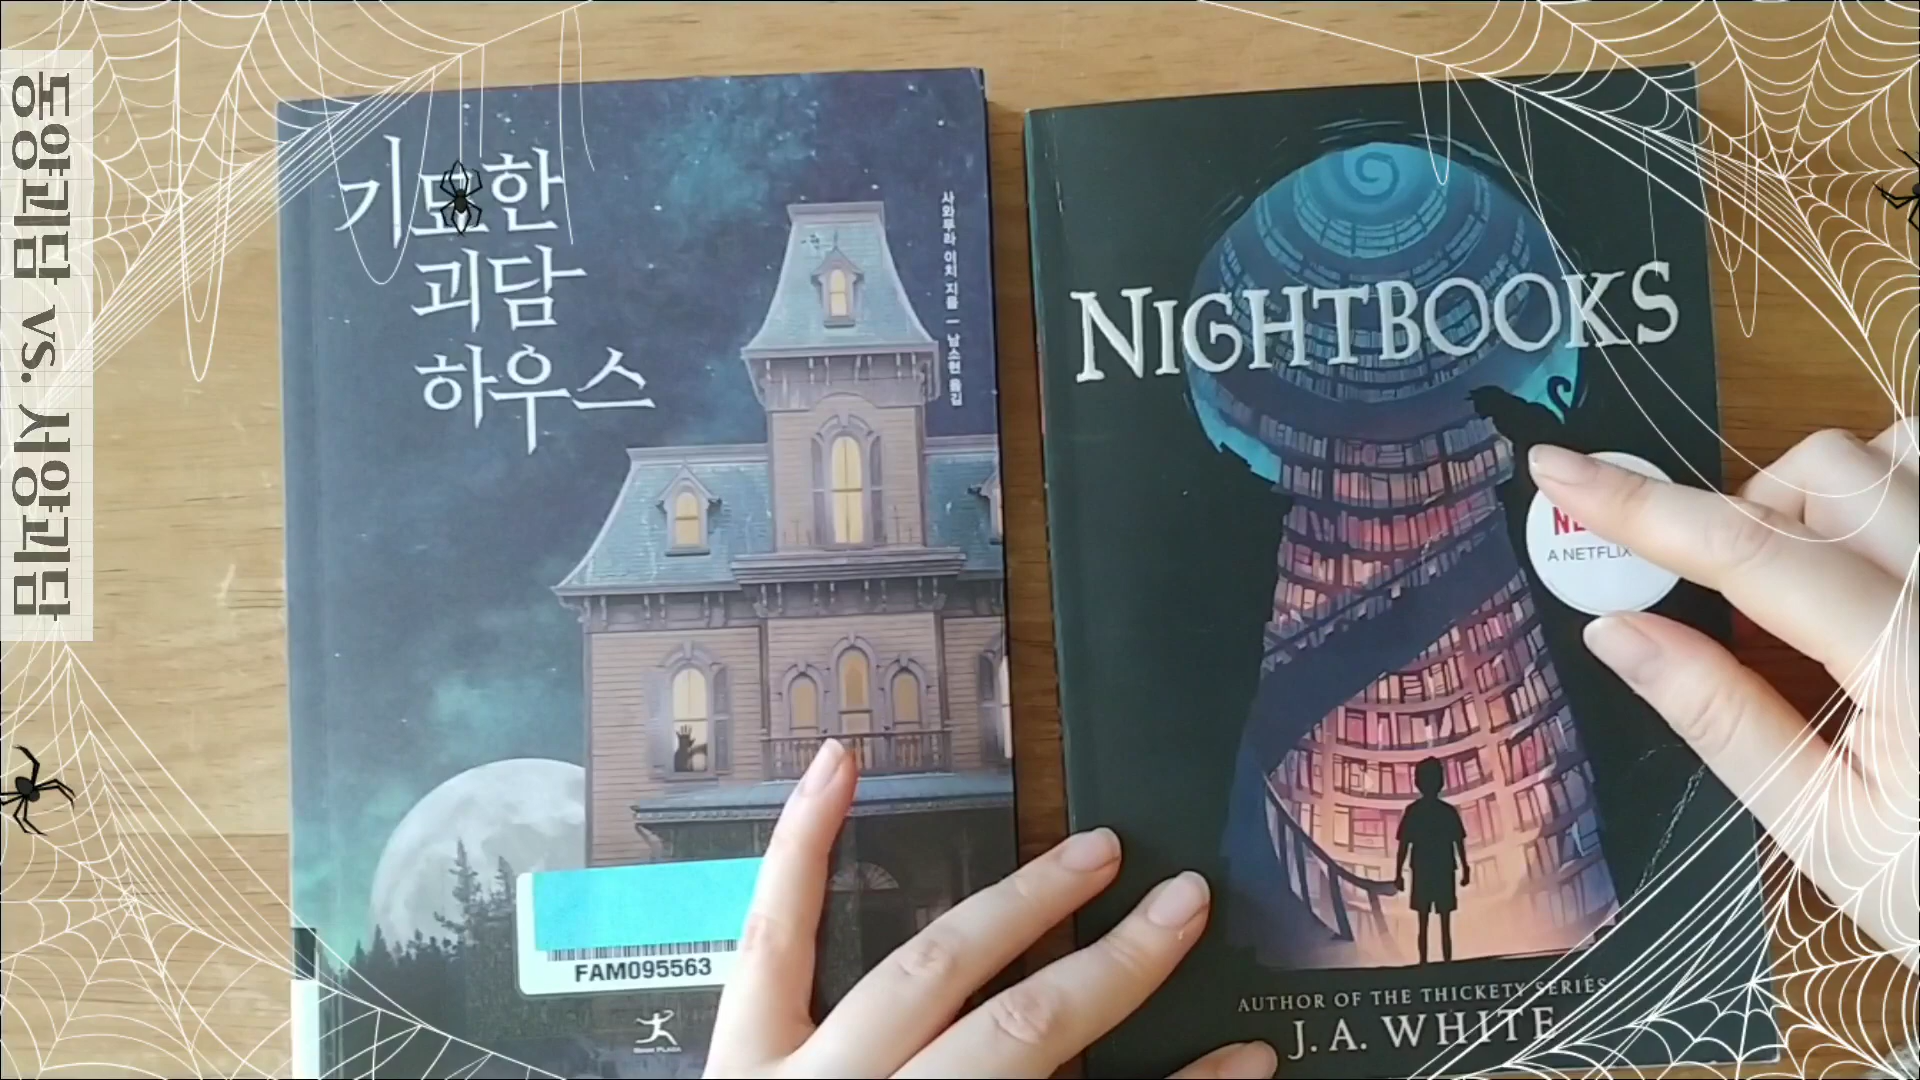 동양괴담 vs. 서양괴담
기묘한
괴담
하우스
사와무라 이치 지음 | 남소현 옮김
FAM095563
BOOK PLAZA
NIGHTBOOKS
A NETFLIX
AUTHOR OF THE THICKETY SERIES
J.A. WHITE